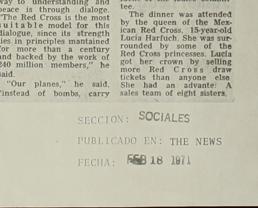 way to understanding and
peace is through dialoge.
"The Red Cross is the most
suitable model for this
dialogue, since its strength
lies in principles mantained
for more than a century
and backed by the work of
240 million members," he
said.
"Our planes," he said,
"instead of bombs, carry
tee.
The dinner was attended
by the queen of the Mex-
ican Red Cross, 15-year-old
Lucia Harfuch. She was sur-
rounded by some of the
Red Cross princesses. Lucia
got her crown by selling
more Red Cross draw
tickets than anyone else
She had an advante: A
sales team of eight sisters.
SECCION: SOCIALES
PUBLICADO EN: THE NEWS
FECHA: FEB 18 1971